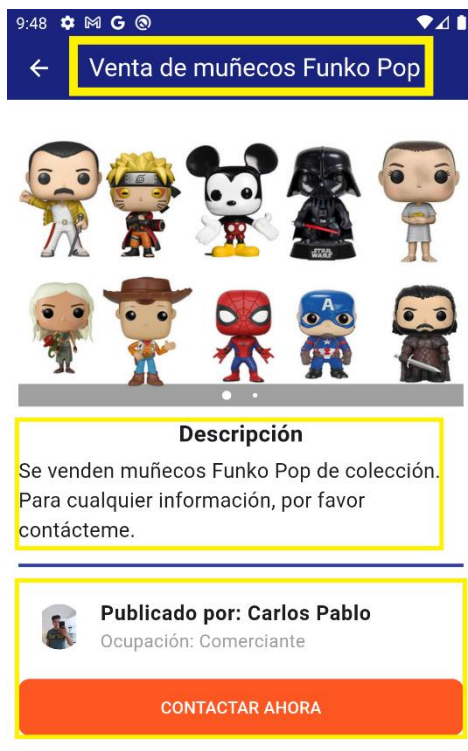 9:48
Venta de muñecos Funko Pop
STAR
WARS
A
Descripción
Se venden muñecos Funko Pop de colección.
Para cualquier información, por favor
contácteme.
Publicado por: Carlos Pablo
Ocupación: Comerciante
CONTACTAR AHORA